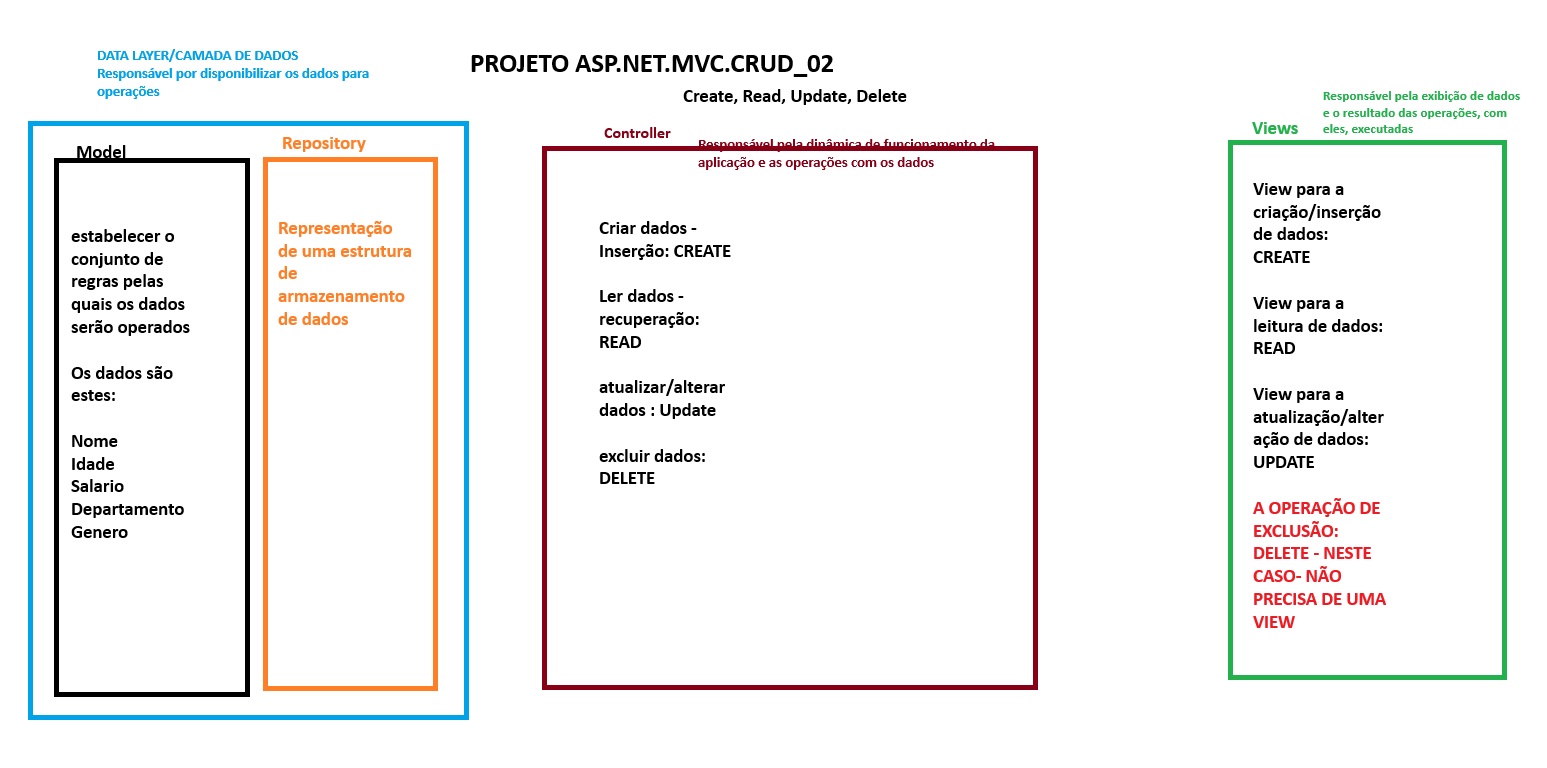 DATA LAYER/CAMADA DE DADOS
Responsável por disponibilizar os dados para
operações
PROJETO ASP.NET.MVC.CRUD_02
Create, Read, Update, Delete
Model
estabelecer o
conjunto de
regras pelas
quais os dados
serão operados
Os dados são
estes:
Nome
Idade
Salario
Departamento
Genero
Repository
Representação
de uma estrutura
de
armazenamento
de dados
Controller
Responsável pela dinâmica de funcionamento da
aplicação e as operações com os dados
Criar dados -
Inserção: CREATE
Ler dados -
recuperação:
READ
atualizar/alterar
dados : Update
excluir dados:
DELETE
Views
Responsável pela exibição de dados
e o resultado das operações, com
eles, executadas
View para a
criação/inserção
de dados:
CREATE
View para a
leitura de dados:
READ
View para a
atualização/alter
ação de dados:
UPDATE
A OPERAÇÃO DE
EXCLUSÃO:
DELETE - NESTE
CASO- NÃO
PRECISA DE UMA
VIEW